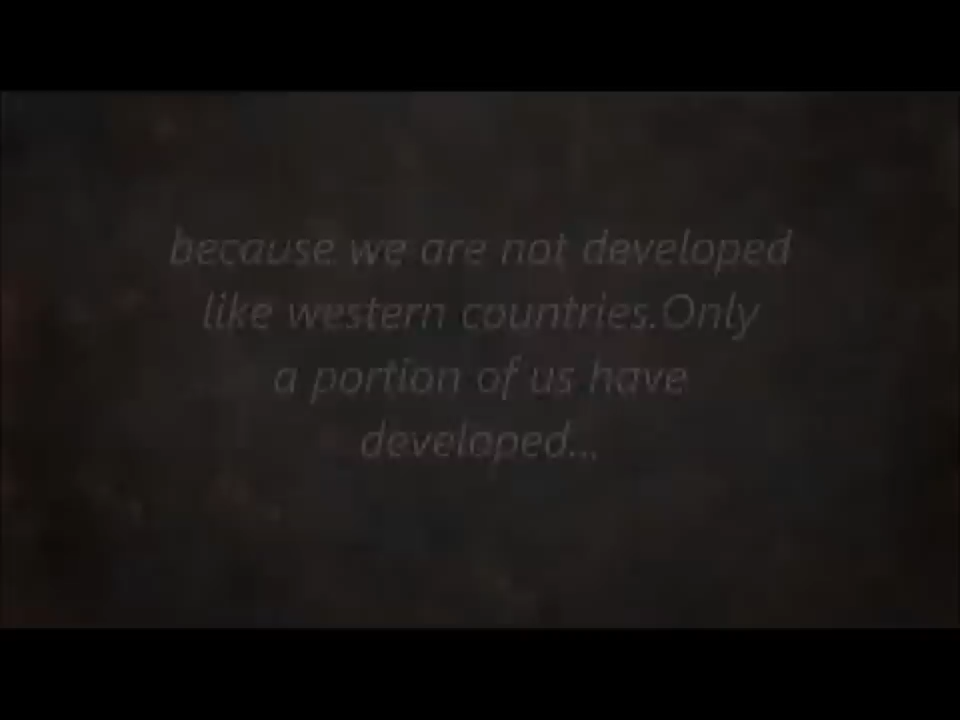 because we are not developed
like western countries.Only
a portion of us have
developed...